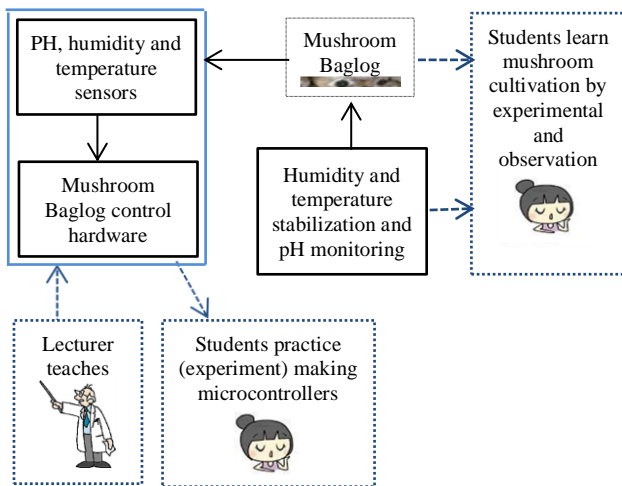 PH, humidity and
temperature
sensors
Mushroom
Baglog
Students learn
mushroom
cultivation by
experimental
and
observation
Mushroom
Baglog control
hardware
Humidity and
temperature
stabilization and
pH monitoring
Lecturer
teaches
Students practice
(experiment) making
microcontrollers